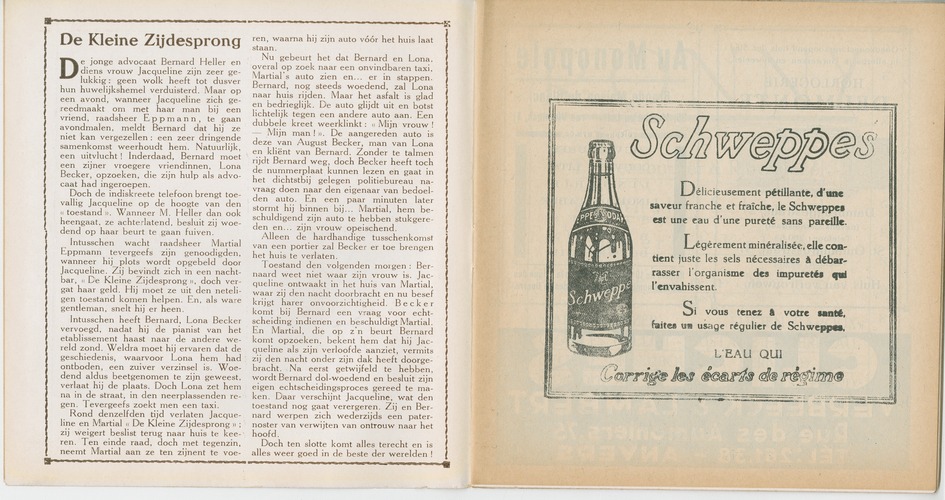 De Kleine Zijdesprong
De jonge advocaat Bernard Heller en
diens vrouw Jacqueline zijn zeer ge-
lukkig: geen wolk heeft tot dusver
hun huwelijkshemel verduisterd. Maar op
een avond, wanneer Jacqueline zich ge-
reedmaakt om met haar man bij een
vriend, raadsheer Eppmann, te gaan
avondmalen, meldt Bernard dat hij ze
niet kan vergezellen: een zeer dringende
samenkomst weerhoudt hem. Natuurlijk,
een uitvlucht! Inderdaad, Bernard moet
een zijner vroegere vriendinnen, Lona
Becker, opzoeken, die zijn hulp als advo-
caat had ingeroepen.
Doch de indiskreete telefoon brengt toe-
vallig Jacqueline op de hoogte van den
« toestand ». Wanneer M. Heller dan ook
heengaat, ze achterlatend, besluit zij woe-
dend op haar beurt te gaan fuiven.
Intusschen wacht raadsheer Martial
Eppmann tevergeefs zijn genoodigden,
wanneer hij plots wordt opgebeld door
Jacqueline. Zij bevindt zich in een nacht-
bar, « De Kleine Zijdesprong », doch ver-
gat haar geld. Hij moet ze uit den neteli-
gen toestand komen helpen. En, als ware
gentleman, snelt hij er heen.
Intusschen heeft Bernard, Lona Becker
vervoegd, nadat hij de pianist van het
etablissement haast naar de andere we-
reld zond. Weldra moet hij ervaren dat de
geschiedenis, waarvoor Lona hem had
ontboden, een zuiver verzinsel is. Woe-
dend aldus beetgenomen te zijn geweest,
verlaat hij de plaats. Doch Lona zet hem
na in de straat, in den neerplassenden re-
gen. Tevergeefs zoekt men een taxi.
Rond denzelfden tijd verlaten Jacque-
line en Martial « De Kleine Zijdesprong »;
zij weigert beslist terug naar huis te kee-
ren. Ten einde raad, doch met tegenzin,
neemt Martial aan ze ten zijnent te voe-
ren, waarna hij zijn auto vóór het huis laat
staan.
Nu gebeurt het dat Bernard en Lona,
overal op zoek naar een onvindbaren taxi,
Martial's auto zien en... er in stappen.
Bernard, nog steeds woedend, zal Lona
naar huis rijden. Maar het asfalt is glad
en bedrieglijk. De auto glijdt uit en botst
lichtelijk tegen een andere auto aan. Een
dubbele kreet weerklinkt: « Mijn vrouw!
— Mijn man! ». De aangereden auto is
deze van August Becker, man van Lona
en kliënt van Bernard. Zonder te talmen
rijdt Bernard weg, doch Becker heeft toch
de nummerplaat kunnen lezen en gaat in
het dichtstbij gelegen politiebureau na-
vraag doen naar den eigenaar van bedoel-
den auto. En een paar minuten later
stormt hij binnen bij... Martial, hem be-
schuldigend zijn auto te hebben stukgere-
den en... zijn vrouw opeischend.
Alleen de hardhandige tusschenkomst
van een portier zal Becker er toe brengen
het huis te verlaten.
Toestand den volgenden morgen: Ber-
naard weet niet waar zijn vrouw is. Jac-
queline ontwaakt in het huis van Martial,
waar zij den nacht doorbracht en nu besef
krijgt harer onvoorzichtigheid. Becker
komt bij Bernard een vraag voor echt-
scheiding indienen en beschuldigt Martial.
En Martial, die op z'n beurt Bernard
komt opzoeken, bekent hem dat hij Jac-
queline als zijn verloofde aanziet, vermits
zij den nacht onder zijn dak heeft doorge-
bracht. Na eerst getwijfeld te hebben,
wordt Bernard dol-woedend en besluit zijn
eigen echtscheidingsproces gereed te ma-
ken. Daar verschijnt Jacqueline, wat den
toestand nog gaat verergeren. Zij en Ber-
nard werpen zich wederzijds een pater-
noster van verwijten van ontrouw naar het
hoofd.
Doch ten slotte komt alles terecht en is
alles weer goed in de beste der werelden!
Schweppes
Délicieusement pétillante, d'une
saveur franche et fraîche, le Schweppes
est une eau d'une pureté sans pareille.
Légèrement minéralisée, elle con-
tient juste les sels nécessaires à débar-
rasser l'organisme des impuretés qui
l'envahissent.
Si vous tenez à votre santé,
faites un usage régulier de Schweppes,
L'EAU QUI
Corrige les écarts de régime
Schweppes